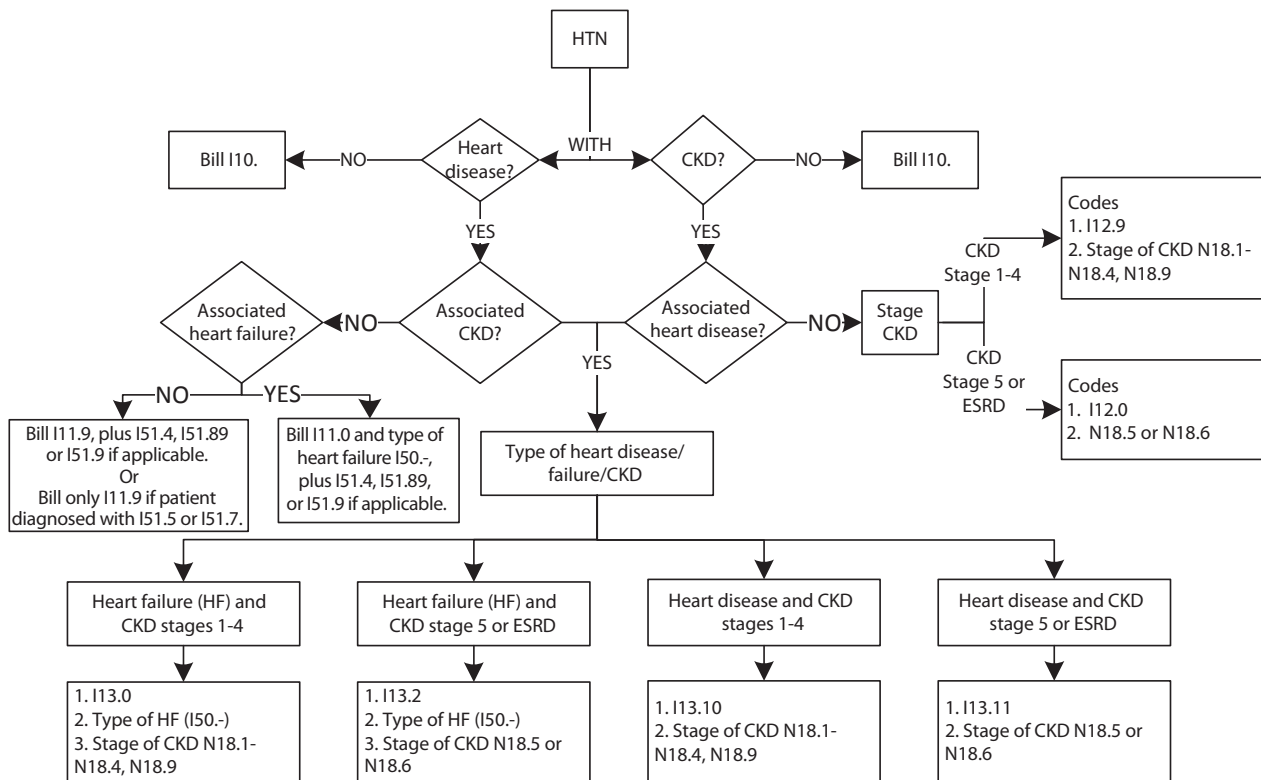 HTN
WITH
Heart
disease?
NO
Bill I10.
CKD?
NO
Bill I10.
YES
YES
Associated
heart failure?
NO
Associated
CKD?
YES
Associated
heart disease?
NO
Stage
CKD
CKD
Stage 1-4
Codes
1. I12.9
2. Stage of CKD N18.1-
N18.4, N18.9
CKD
Stage 5 or
ESRD
Codes
1. I12.0
2. N18.5 or N18.6
NO
YES
Bill I11.9, plus I51.4, I51.89
or I51.9 if applicable.
Or
Bill only I11.9 if patient
diagnosed with I51.5 or I51.7.
Bill I11.0 and type of
heart failure I50.-,
plus I51.4, I51.89,
or I51.9 if applicable.
Type of heart disease/
failure/CKD
Heart failure (HF) and
CKD stages 1-4
Heart failure (HF) and
CKD stage 5 or ESRD
Heart disease and CKD
stages 1-4
Heart disease and CKD
stage 5 or ESRD
1. I13.0
2. Type of HF (I50.-)
3. Stage of CKD N18.1-
N18.4, N18.9
1. I13.2
2. Type of HF (I50.-)
3. Stage of CKD N18.5 or
N18.6
1. I13.10
2. Stage of CKD N18.1-
N18.4, N18.9
1. I13.11
2. Stage of CKD N18.5 or
N18.6